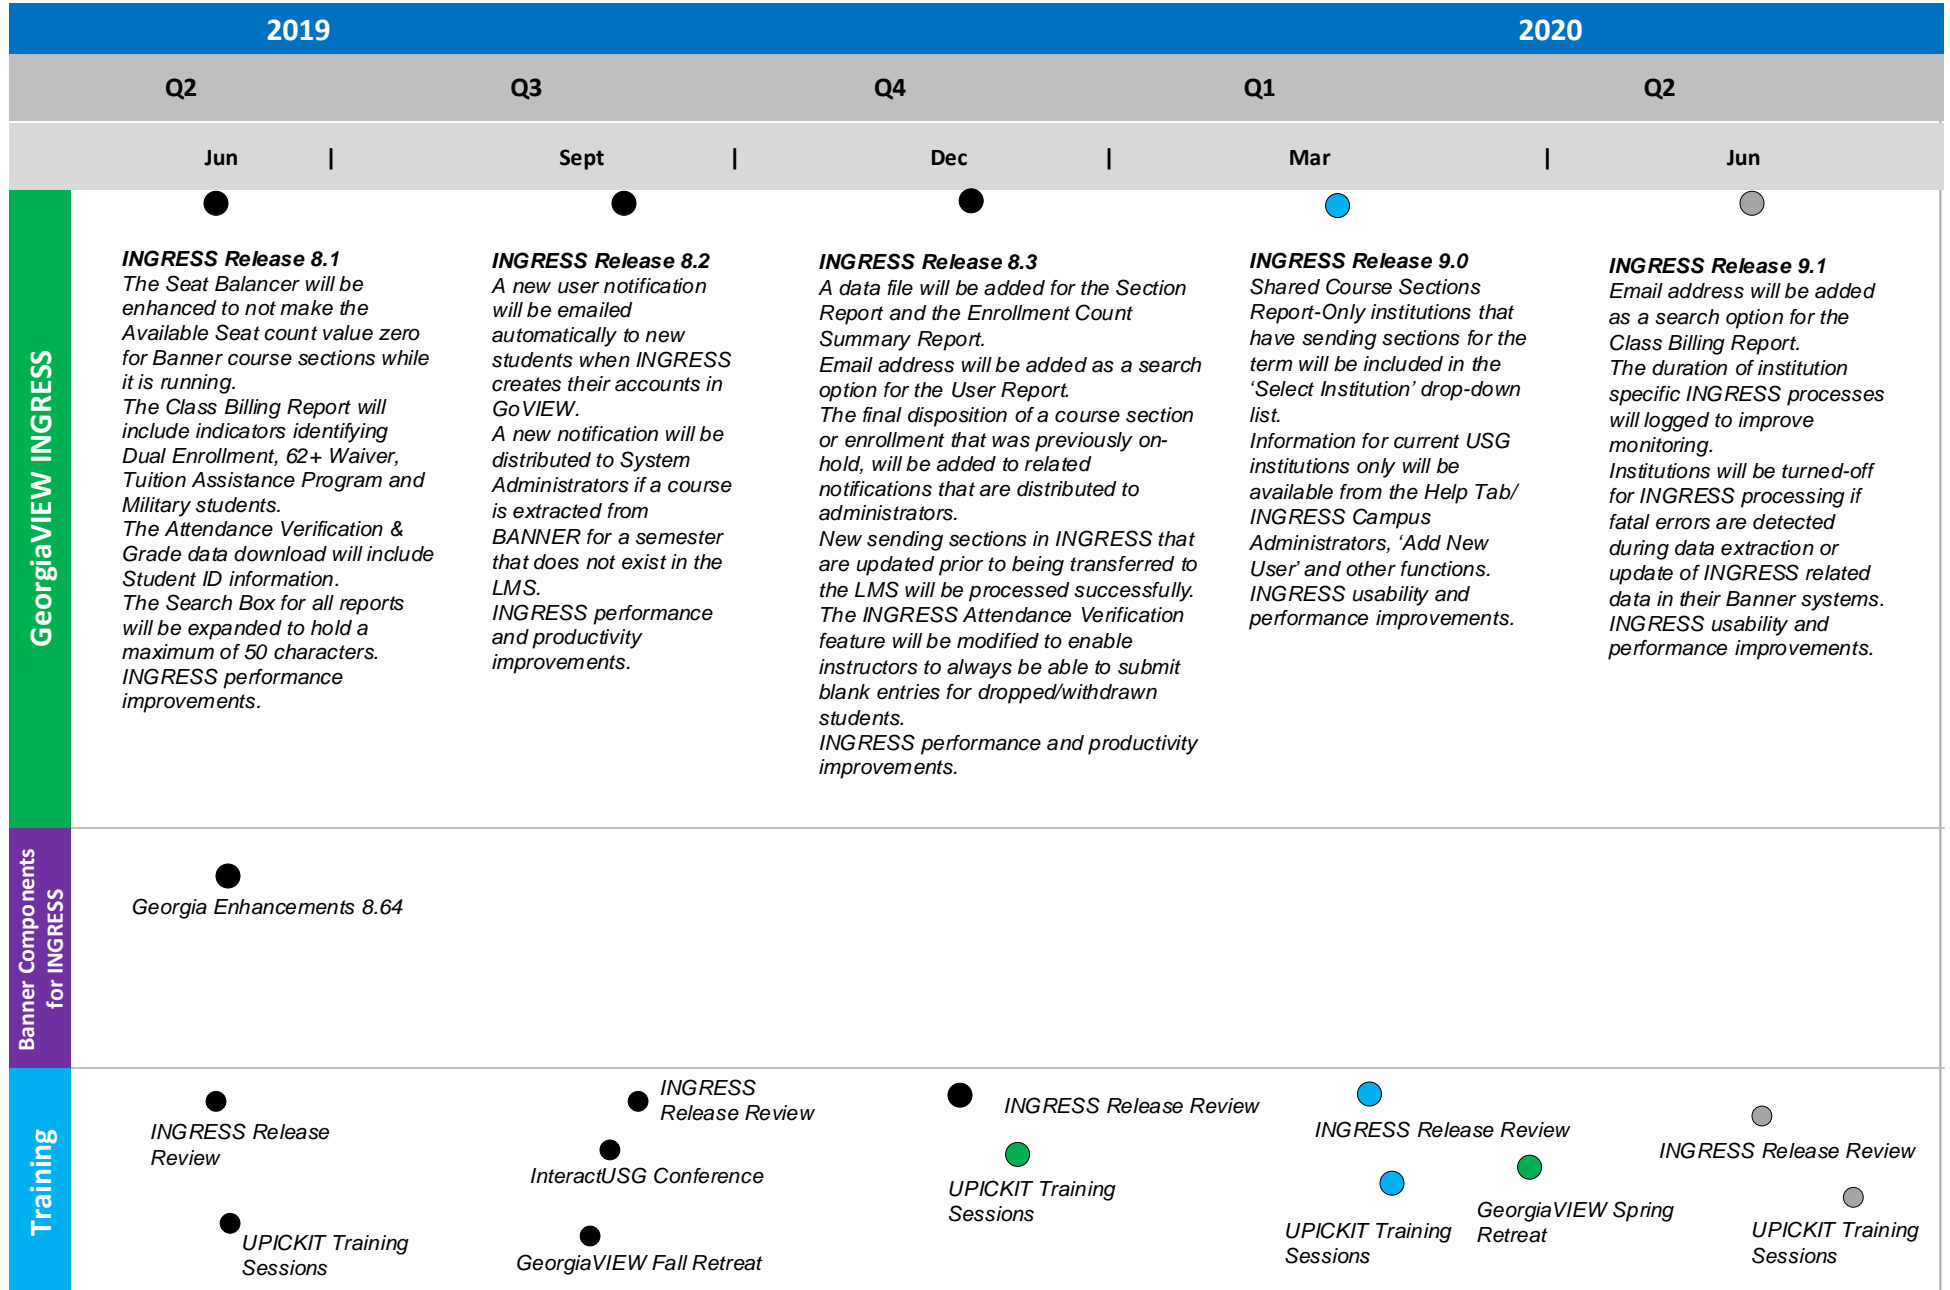 2019
2020
Q2
Q3
Q4
Q1
Q2
Jun |
Sept |
Dec |
Mar |
Jun
GeorgiaVIEW INGRESS
INGRESS Release 8.1
The Seat Balancer will be
enhanced to not make the
Available Seat count value zero
for Banner course sections while
it is running.
The Class Billing Report will
include indicators identifying
Dual Enrollment, 62+ Waiver,
Tuition Assistance Program and
Military students.
The Attendance Verification &
Grade data download will include
Student ID information.
The Search Box for all reports
will be expanded to hold a
maximum of 50 characters.
INGRESS performance
improvements.
INGRESS Release 8.2
A new user notification
will be emailed
automatically to new
students when INGRESS
creates their accounts in
GoVIEW.
A new notification will be
distributed to System
Administrators if a course
is extracted from
BANNER for a semester
that does not exist in the
LMS.
INGRESS performance
and productivity
improvements.
INGRESS Release 8.3
A data file will be added for the Section
Report and the Enrollment Count
Summary Report.
Email address will be added as a search
option for the User Report.
The final disposition of a course section
or enrollment that was previously on-
hold, will be added to related
notifications that are distributed to
administrators.
New sending sections in INGRESS that
are updated prior to being transferred to
the LMS will be processed successfully.
The INGRESS Attendance Verification
feature will be modified to enable
instructors to always be able to submit
blank entries for dropped/withdrawn
students.
INGRESS performance and productivity
improvements.
INGRESS Release 9.0
Shared Course Sections
Report-Only institutions that
have sending sections for the
term will be included in the
‘Select Institution’ drop-down
list.
Information for current USG
institutions only will be
available from the Help Tab/
INGRESS Campus
Administrators, ‘Add New
User’ and other functions.
INGRESS usability and
performance improvements.
INGRESS Release 9.1
Email address will be added
as a search option for the
Class Billing Report.
The duration of institution
specific INGRESS processes
will logged to improve
monitoring.
Institutions will be turned-off
for INGRESS processing if
fatal errors are detected
during data extraction or
update of INGRESS related
data in their Banner systems.
INGRESS usability and
performance improvements.
Banner Components
for INGRESS
Georgia Enhancements 8.64
Training
INGRESS Release
Review
UPICKIT Training
Sessions
INGRESS
Release Review
InteractUSG Conference
GeorgiaVIEW Fall Retreat
INGRESS Release Review
UPICKIT Training
Sessions
INGRESS Release Review
UPICKIT Training
Sessions
GeorgiaVIEW Spring
Retreat
INGRESS Release Review
UPICKIT Training
Sessions